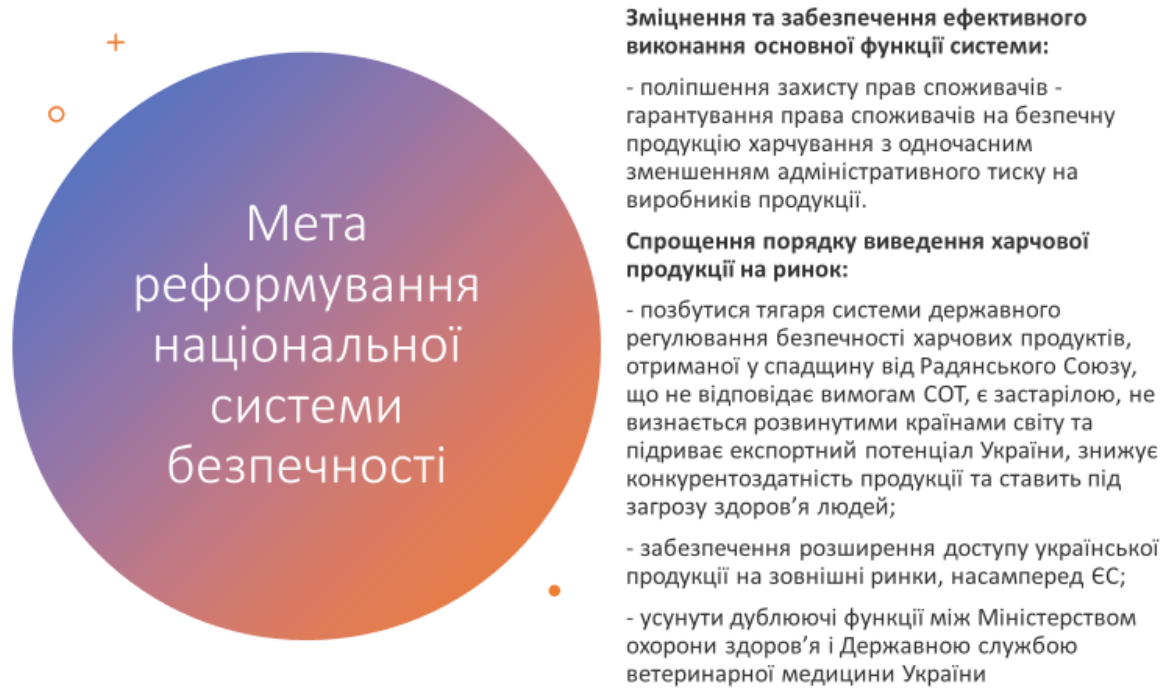 Мета
реформування
національної
системи
безпечності
Зміцнення та забезпечення ефективного
виконання основної функції системи:
- поліпшення захисту прав споживачів -
гарантування права споживачів на безпечну
продукцію харчування з одночасним
зменшенням адміністративного тиску на
виробників продукції.
Спрощення порядку виведення харчової
продукції на ринок:
- позбутися тягаря системи державного
регулювання безпечності харчових продуктів,
отриманої у спадщину від Радянського Союзу,
що не відповідає вимогам СОТ, є застарілою, не
визнається розвинутими країнами світу та
підриває експортний потенціал України, знижує
конкурентоздатність продукції та ставить під
загрозу здоров’я людей;
- забезпечення розширення доступу української
продукції на зовнішні ринки, насамперед ЄС;
- усунути дублюючі функції між Міністерством
охорони здоров’я і Державною службою
ветеринарної медицини України